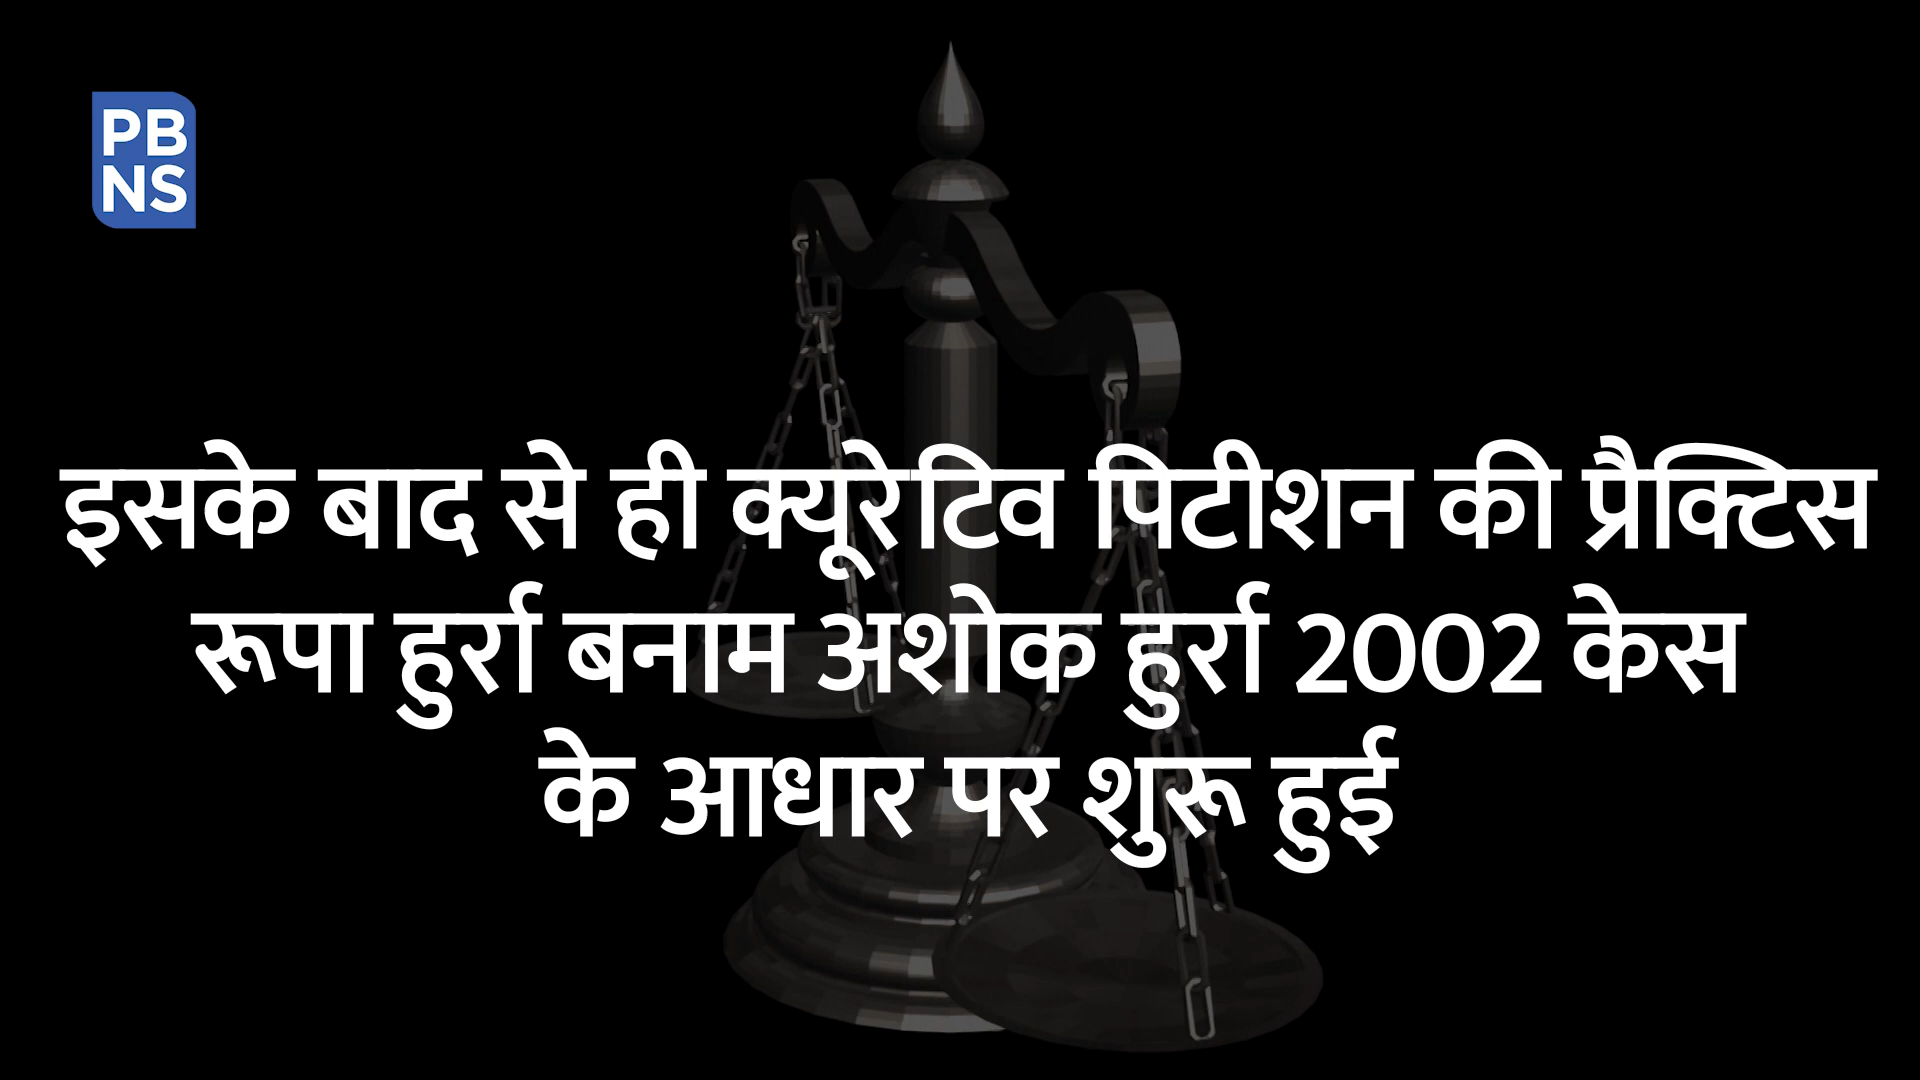 PB
NS
इसके बाद से ही क्यूरेटिव पिटीशन की प्रैक्टिस
रूपा हुर्रा बनाम अशोक हुर्रा 2002 केस
के आधार पर शुरू हुई